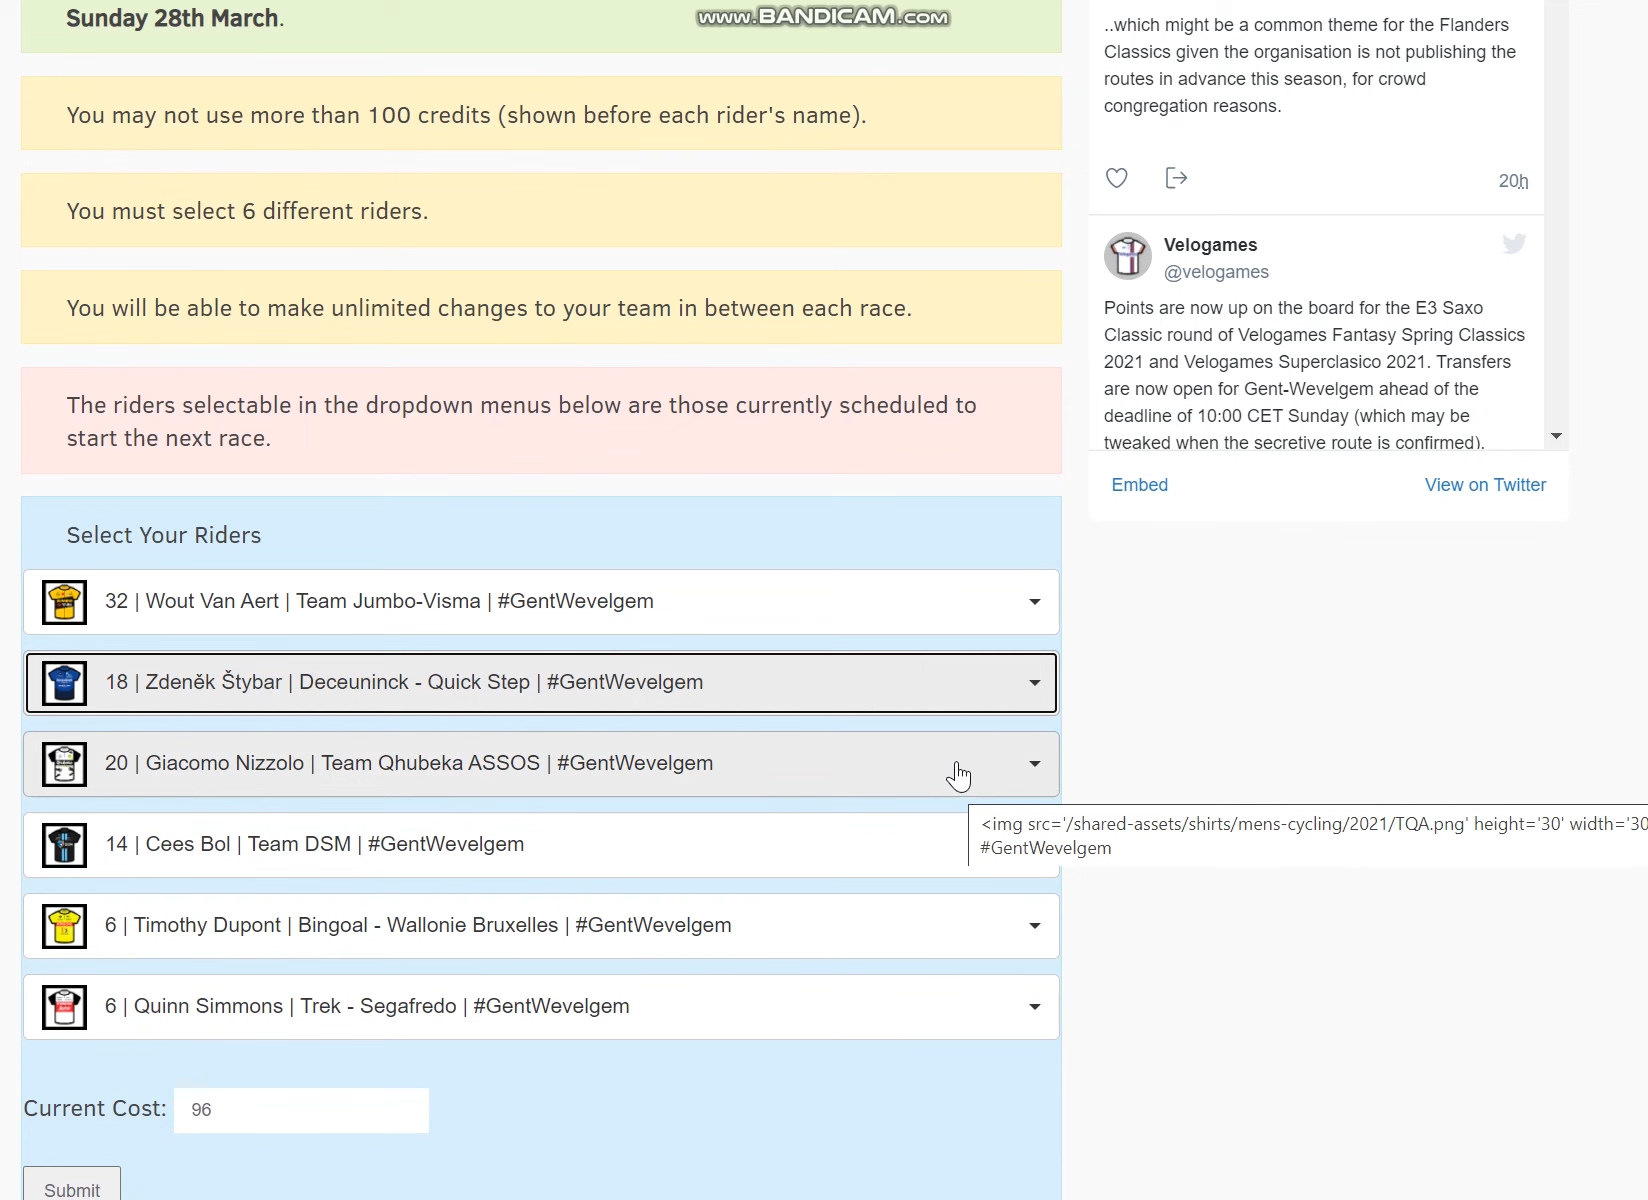 Sunday 28th March.
www.BANDICAM.com
You may not use more than 100 credits (shown before each rider's name).
You must select 6 different riders.
You will be able to make unlimited changes to your team in between each race.
The riders selectable in the dropdown menus below are those currently scheduled to
start the next race.
Select Your Riders
32 | Wout Van Aert | Team Jumbo-Visma | #GentWevelgem
18 | Zdeněk Štybar | Deceuninck - Quick Step | #GentWevelgem
20 | Giacomo Nizzolo | Team Qhubeka ASSOS | #GentWevelgem
14 | Cees Bol | Team DSM | #GentWevelgem
6 | Timothy Dupont | Bingoal - Wallonie Bruxelles | #GentWevelgem
6 | Quinn Simmons | Trek - Segafredo | #GentWevelgem
<img src='/shared-assets/shirts/mens-cycling/2021/TQA.png' height='30' width='30
#GentWevelgem
Current Cost: 96
Submit
..which might be a common theme for the Flanders
Classics given the organisation is not publishing the
routes in advance this season, for crowd
congregation reasons.
20h
Velogames
@velogames
Points are now up on the board for the E3 Saxo
Classic round of Velogames Fantasy Spring Classics
2021 and Velogames Superclasico 2021. Transfers
are now open for Gent-Wevelgem ahead of the
deadline of 10:00 CET Sunday (which may be
tweaked when the secretive route is confirmed).
Embed
View on Twitter